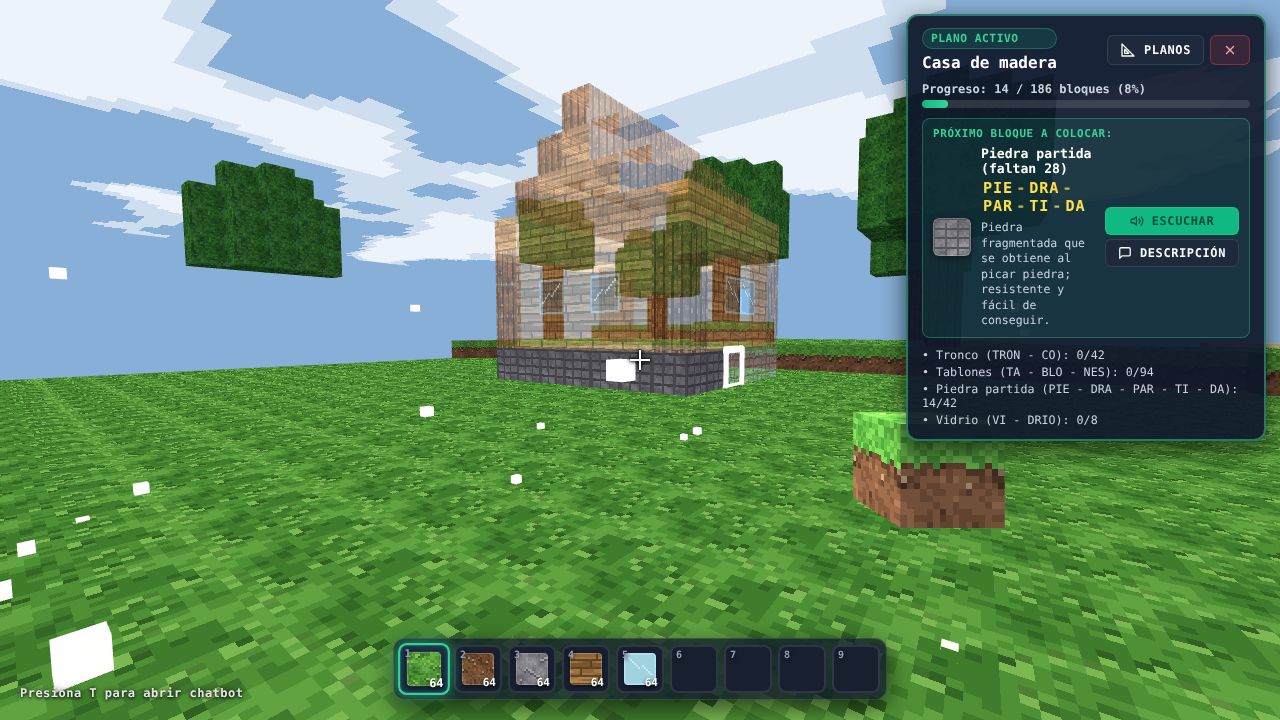 PLANO ACTIVO
Casa de madera
PLANOS
Progreso: 14 / 186 bloques (8%)
PRÓXIMO BLOQUE A COLOCAR:
Piedra partida
(faltan 28)
PIE - DRA -
PAR - TI - DA
Piedra
fragmentada que
se obtiene al
picar piedra;
resistente y
fácil de
conseguir.
ESCUCHAR
DESCRIPCIÓN
• Tronco (TRON - CO): 0/42
• Tablones (TA - BLO - NES): 0/94
• Piedra partida (PIE - DRA - PAR - TI - DA):
14/42
• Vidrio (VI - DRIO): 0/8
1 2 3 4 5 6 7 8 9
64 64 64 64 64
Presiona T para abrir chatbot